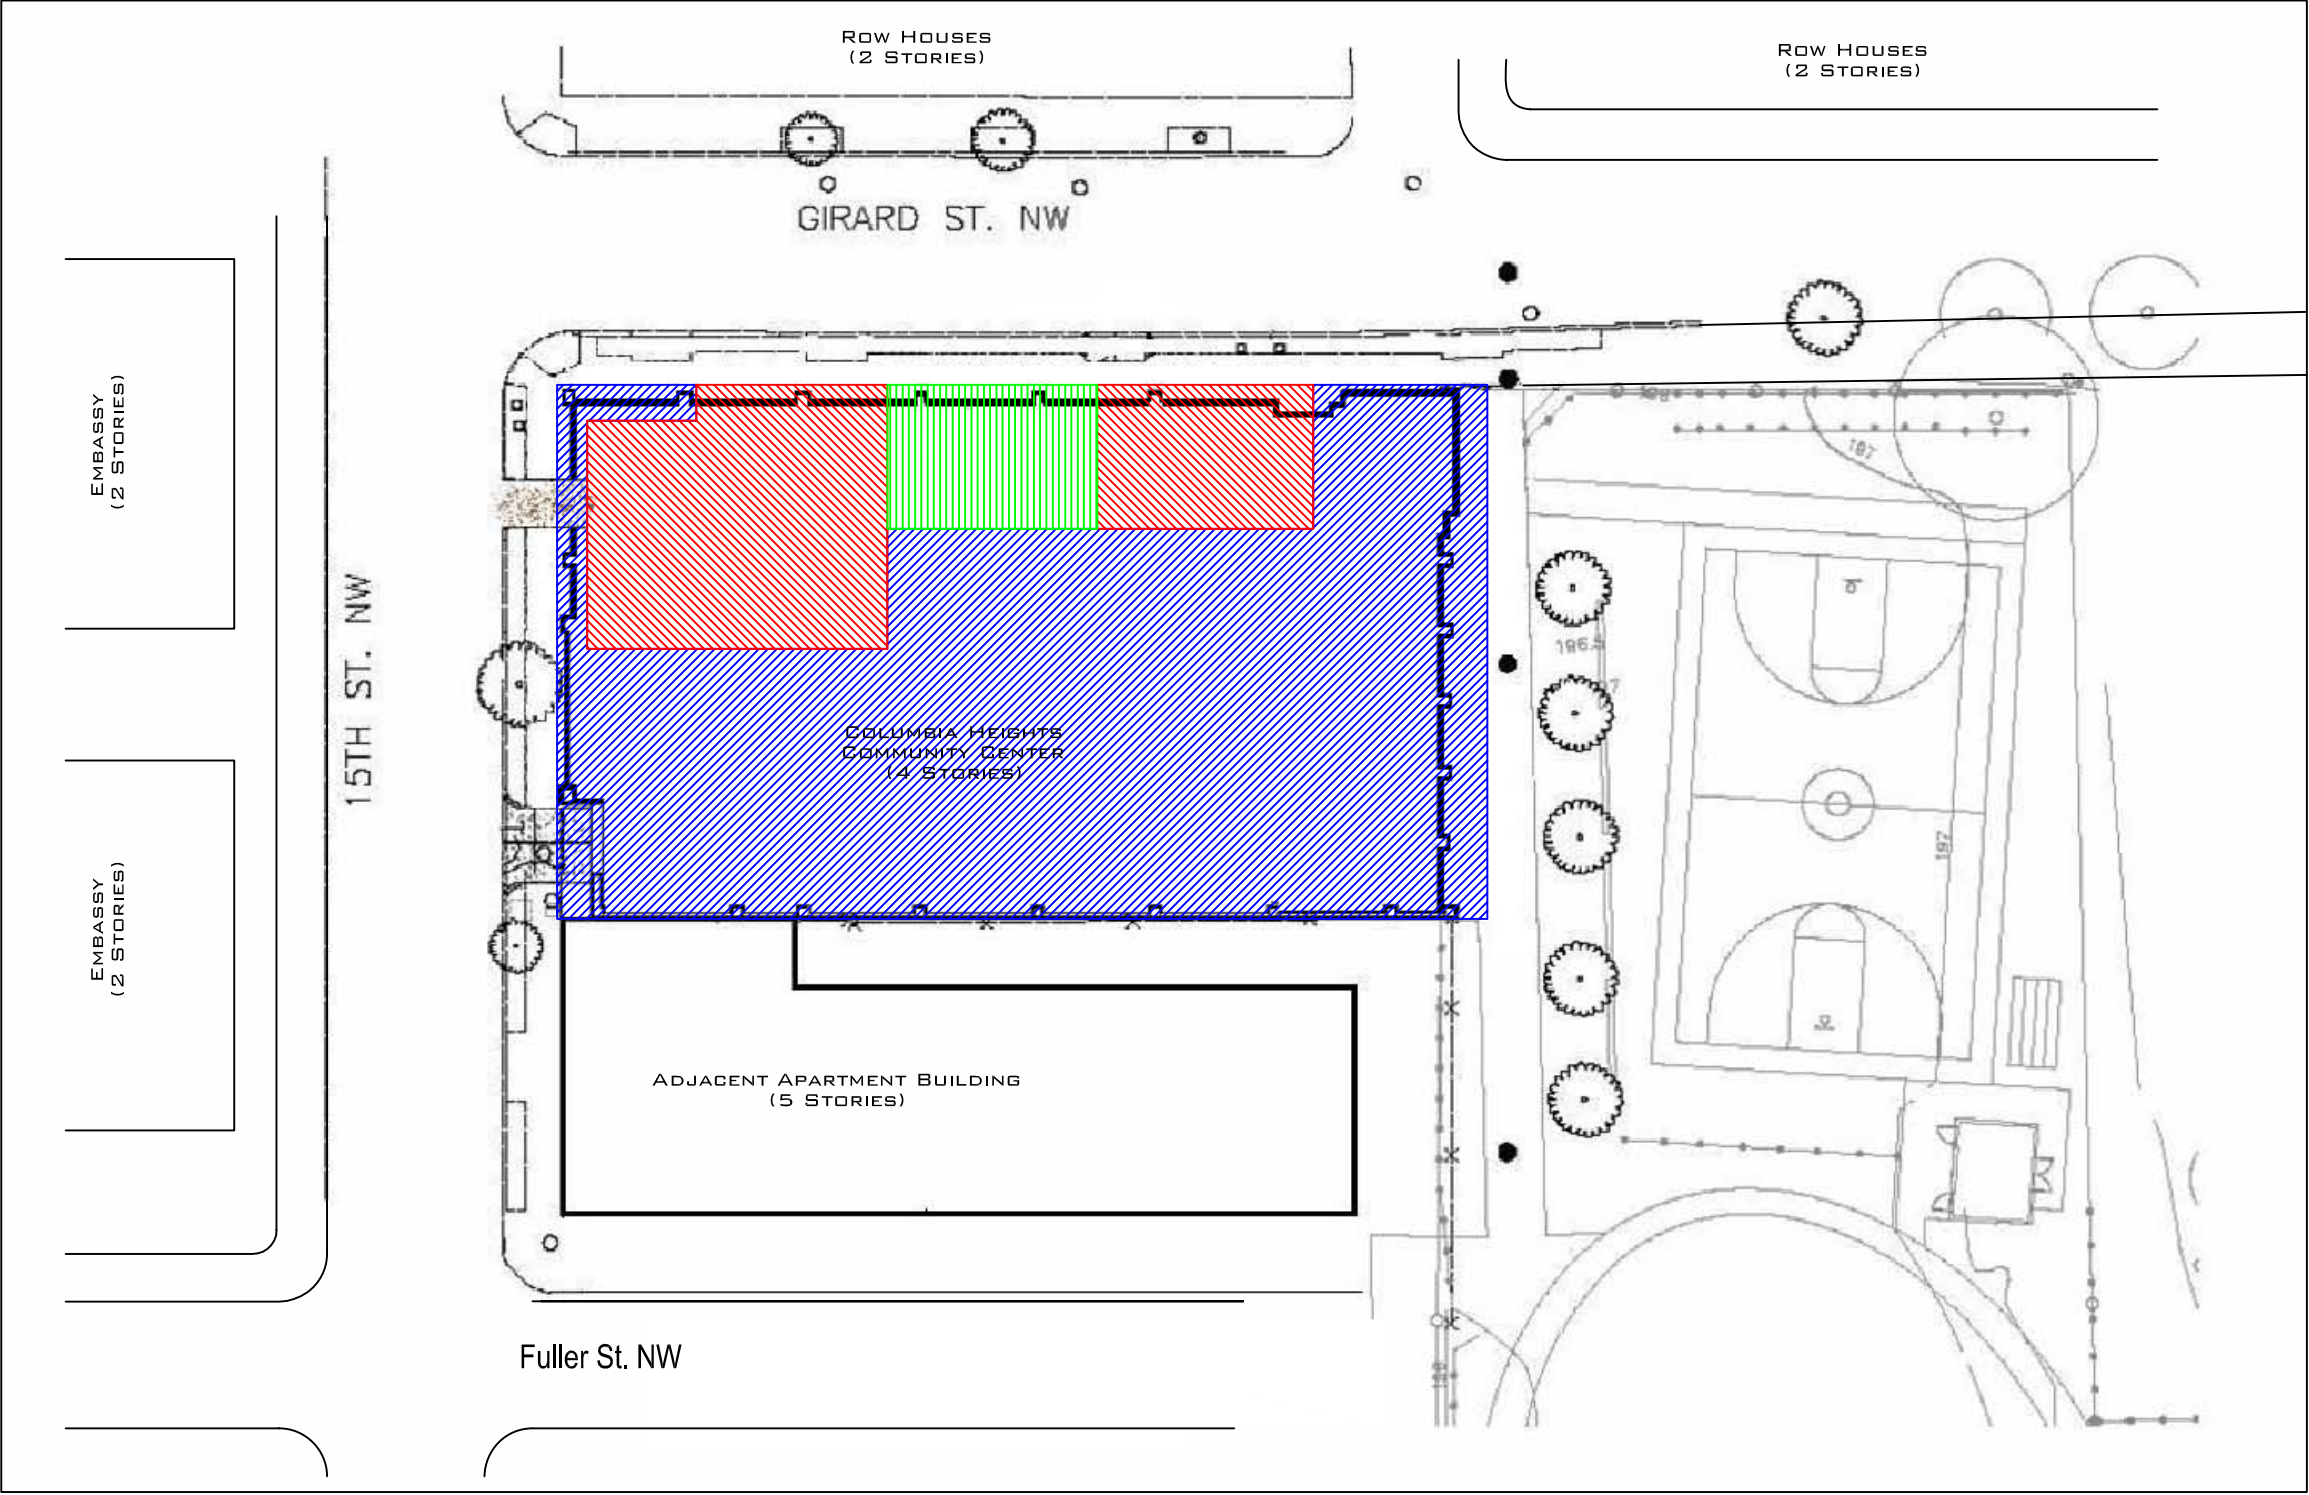 ROW HOUSES
(2 STORIES)
ROW HOUSES
(2 STORIES)
GIRARD ST. NW
EMBASSY
(2 STORIES)
15TH ST. NW
187
196.5
197
COLUMBIA HEIGHTS
COMMUNITY CENTER
(4 STORIES)
EMBASSY
(2 STORIES)
ADJACENT APARTMENT BUILDING
(5 STORIES)
Fuller St. NW